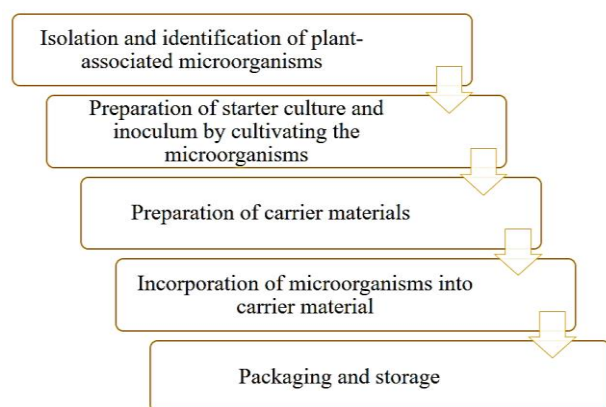 Isolation and identification of plant-
associated microorganisms
Preparation of starter culture and
inoculum by cultivating the
microorganisms
Preparation of carrier materials
Incorporation of microorganisms into
carrier material
Packaging and storage